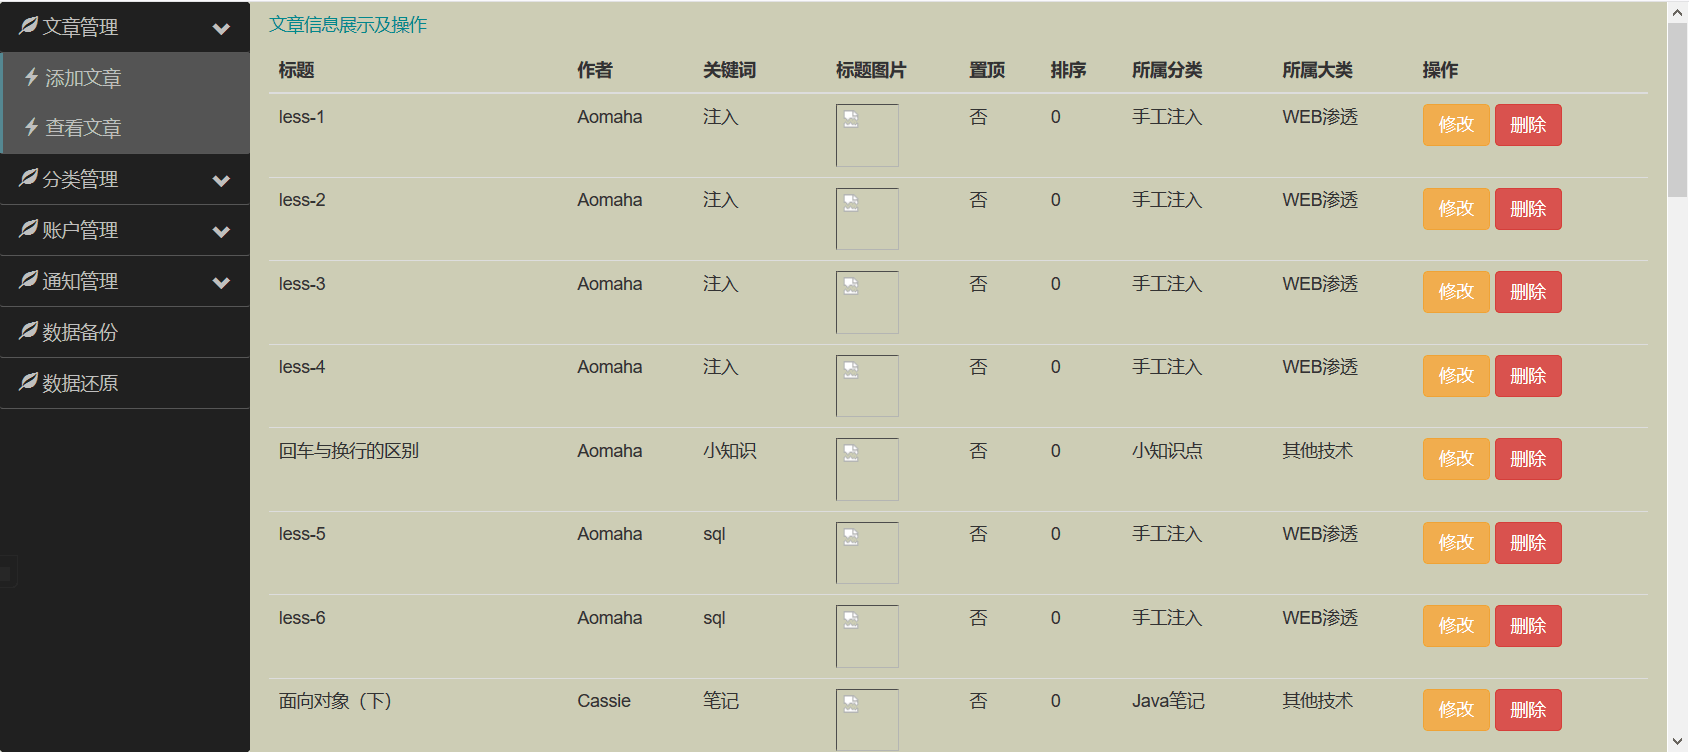 文章管理
添加文章
查看文章
分类管理
账户管理
通知管理
数据备份
数据还原
文章信息展示及操作
标题 作者 关键词 标题图片 置顶 排序 所属分类 所属大类 操作
less-1 Aomaha 注入 否 0 手工注入 WEB渗透 修改 删除
less-2 Aomaha 注入 否 0 手工注入 WEB渗透 修改 删除
less-3 Aomaha 注入 否 0 手工注入 WEB渗透 修改 删除
less-4 Aomaha 注入 否 0 手工注入 WEB渗透 修改 删除
回车与换行的区别 Aomaha 小知识 否 0 小知识点 其他技术 修改 删除
less-5 Aomaha sql 否 0 手工注入 WEB渗透 修改 删除
less-6 Aomaha sql 否 0 手工注入 WEB渗透 修改 删除
面向对象（下） Cassie 笔记 否 0 Java笔记 其他技术 修改 删除